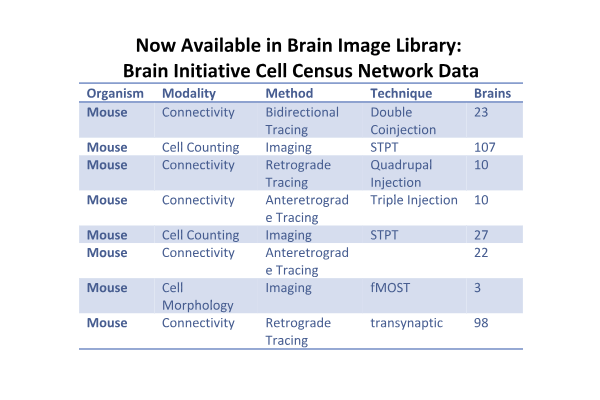 Now Available in Brain Image Library:
Brain Initiative Cell Census Network Data
Organism Modality Method Technique Brains
Mouse Connectivity Bidirectional Double 23
Tracing Coinjection
Mouse Cell Counting Imaging STPT 107
Mouse Connectivity Retrograde Quadrupal 10
Tracing Injection
Mouse Connectivity Anteretrograd Triple Injection 10
e Tracing
Mouse Cell Counting Imaging STPT 27
Mouse Connectivity Anteretrograd 22
e Tracing
Mouse Cell Imaging fMOST 3
Morphology
Mouse Connectivity Retrograde transynaptic 98
Tracing